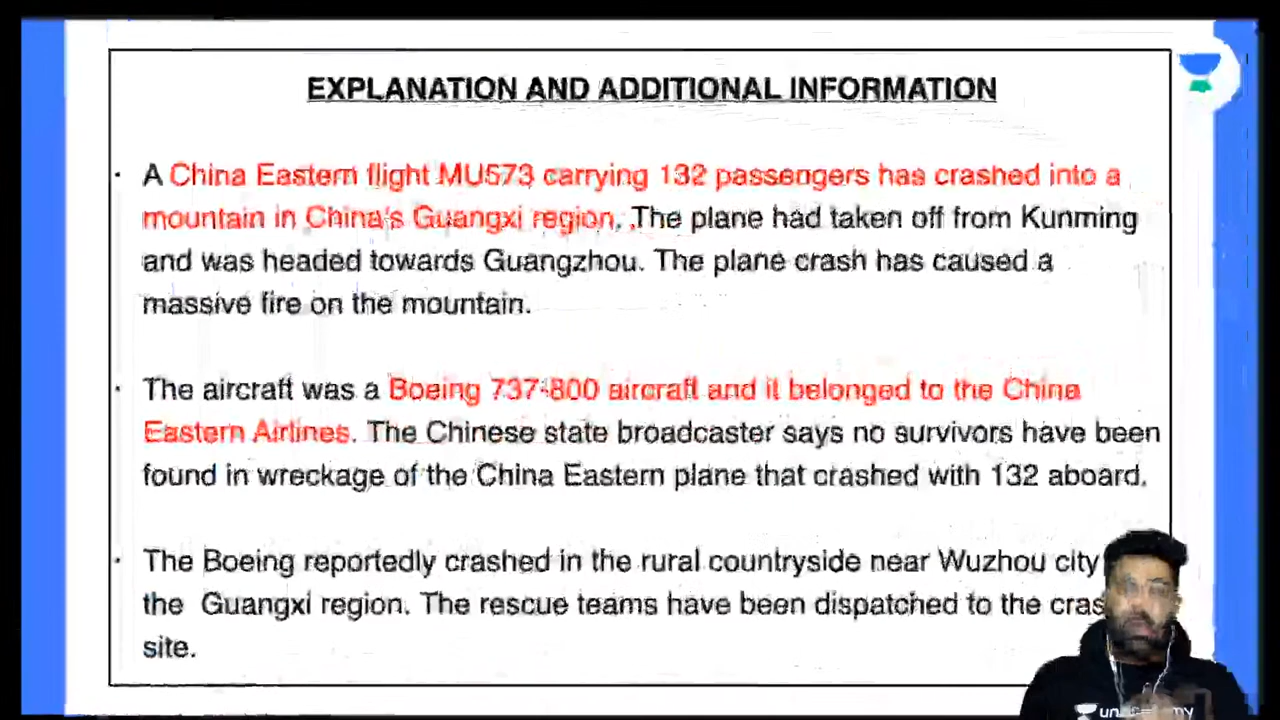 EXPLANATION AND ADDITIONAL INFORMATION
· A China Eastern flight MU573 carrying 132 passengers has crashed into a
mountain in China's Guangxi region. .The plane had taken off from Kunming
and was headed towards Guangzhou. The plane crash has caused a
massive fire on the mountain.
· The aircraft was a Boeing 737-800 aircraft and it belonged to the China
Eastern Airlines. The Chinese state broadcaster says no survivors have been
found in wreckage of the China Eastern plane that crashed with 132 aboard.
· The Boeing reportedly crashed in the rural countryside near Wuzhou city
the Guangxi region. The rescue teams have been dispatched to the cras
site.